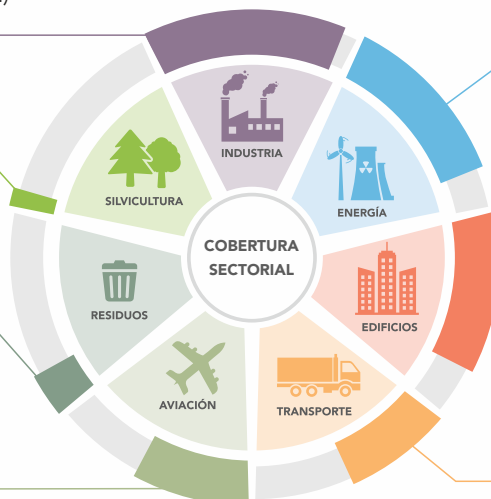 INDUSTRIA
ENERGÍA
SILVICULTURA
COBERTURA
SECTORIAL
RESIDUOS
EDIFICIOS
AVIACIÓN
TRANSPORTE